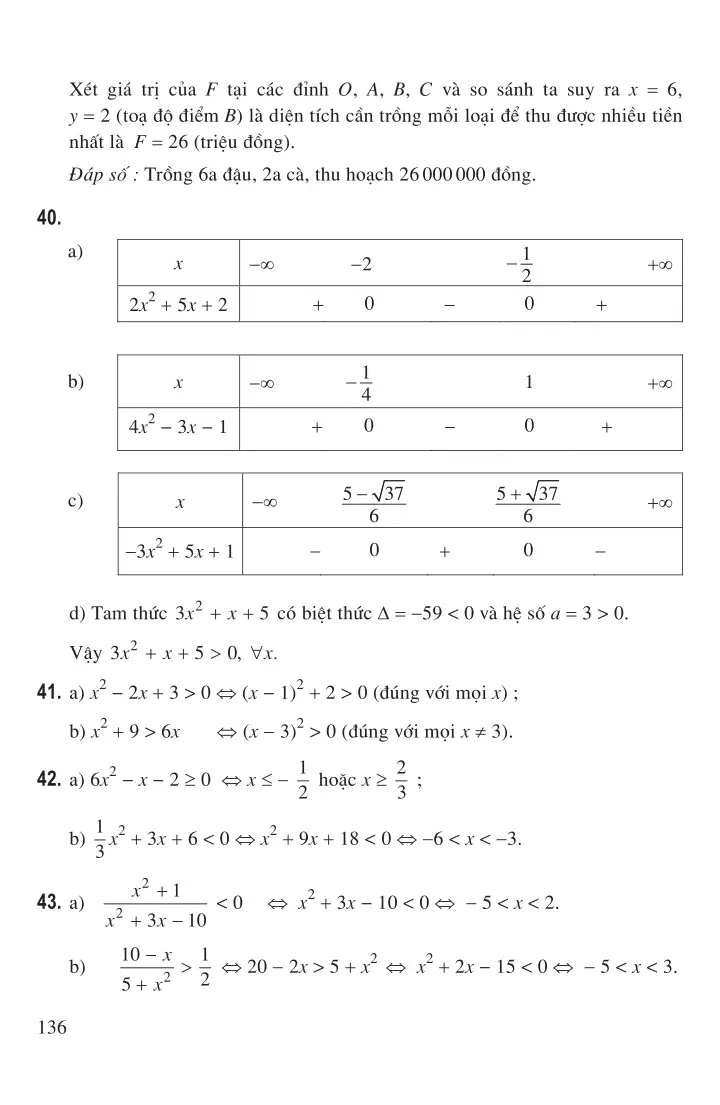 Xét giá trị của F tại các đỉnh O, A, B, C và so sánh ta suy ra x = 6,
y = 2 (toạ độ điểm B) là diện tích cần trồng mỗi loại để thu được nhiều tiền
nhất là F = 26 (triệu đồng).
Đáp số : Trồng 6a đậu, 2a cà, thu hoạch 26 000 000 đồng.
40.
a) x −∞ −2 −1/2 +∞
2x² + 5x + 2 + 0 − 0 +
b) x −∞ −1/4 1 +∞
4x² − 3x − 1 + 0 − 0 +
c) x −∞ (5 − √37)/6 (5 + √37)/6 +∞
−3x² + 5x + 1 − 0 + 0 −
d) Tam thức 3x² + x + 5 có biệt thức Δ = −59 < 0 và hệ số a = 3 > 0.
Vậy 3x² + x + 5 > 0, ∀x.
41. a) x² − 2x + 3 > 0 ⇔ (x − 1)² + 2 > 0 (đúng với mọi x) ;
b) x² + 9 > 6x ⇔ (x − 3)² > 0 (đúng với mọi x ≠ 3).
42. a) 6x² − x − 2 ≥ 0 ⇔ x ≤ − 1/2 hoặc x ≥ 2/3 ;
b) 1/3 x² + 3x + 6 < 0 ⇔ x² + 9x + 18 < 0 ⇔ −6 < x < −3.
43. a) (x² + 1)/(x² + 3x − 10) < 0 ⇔ x² + 3x − 10 < 0 ⇔ − 5 < x < 2.
b) (10 − x)/(5 + x²) > 1/2 ⇔ 20 − 2x > 5 + x² ⇔ x² + 2x − 15 < 0 ⇔ − 5 < x < 3.
136